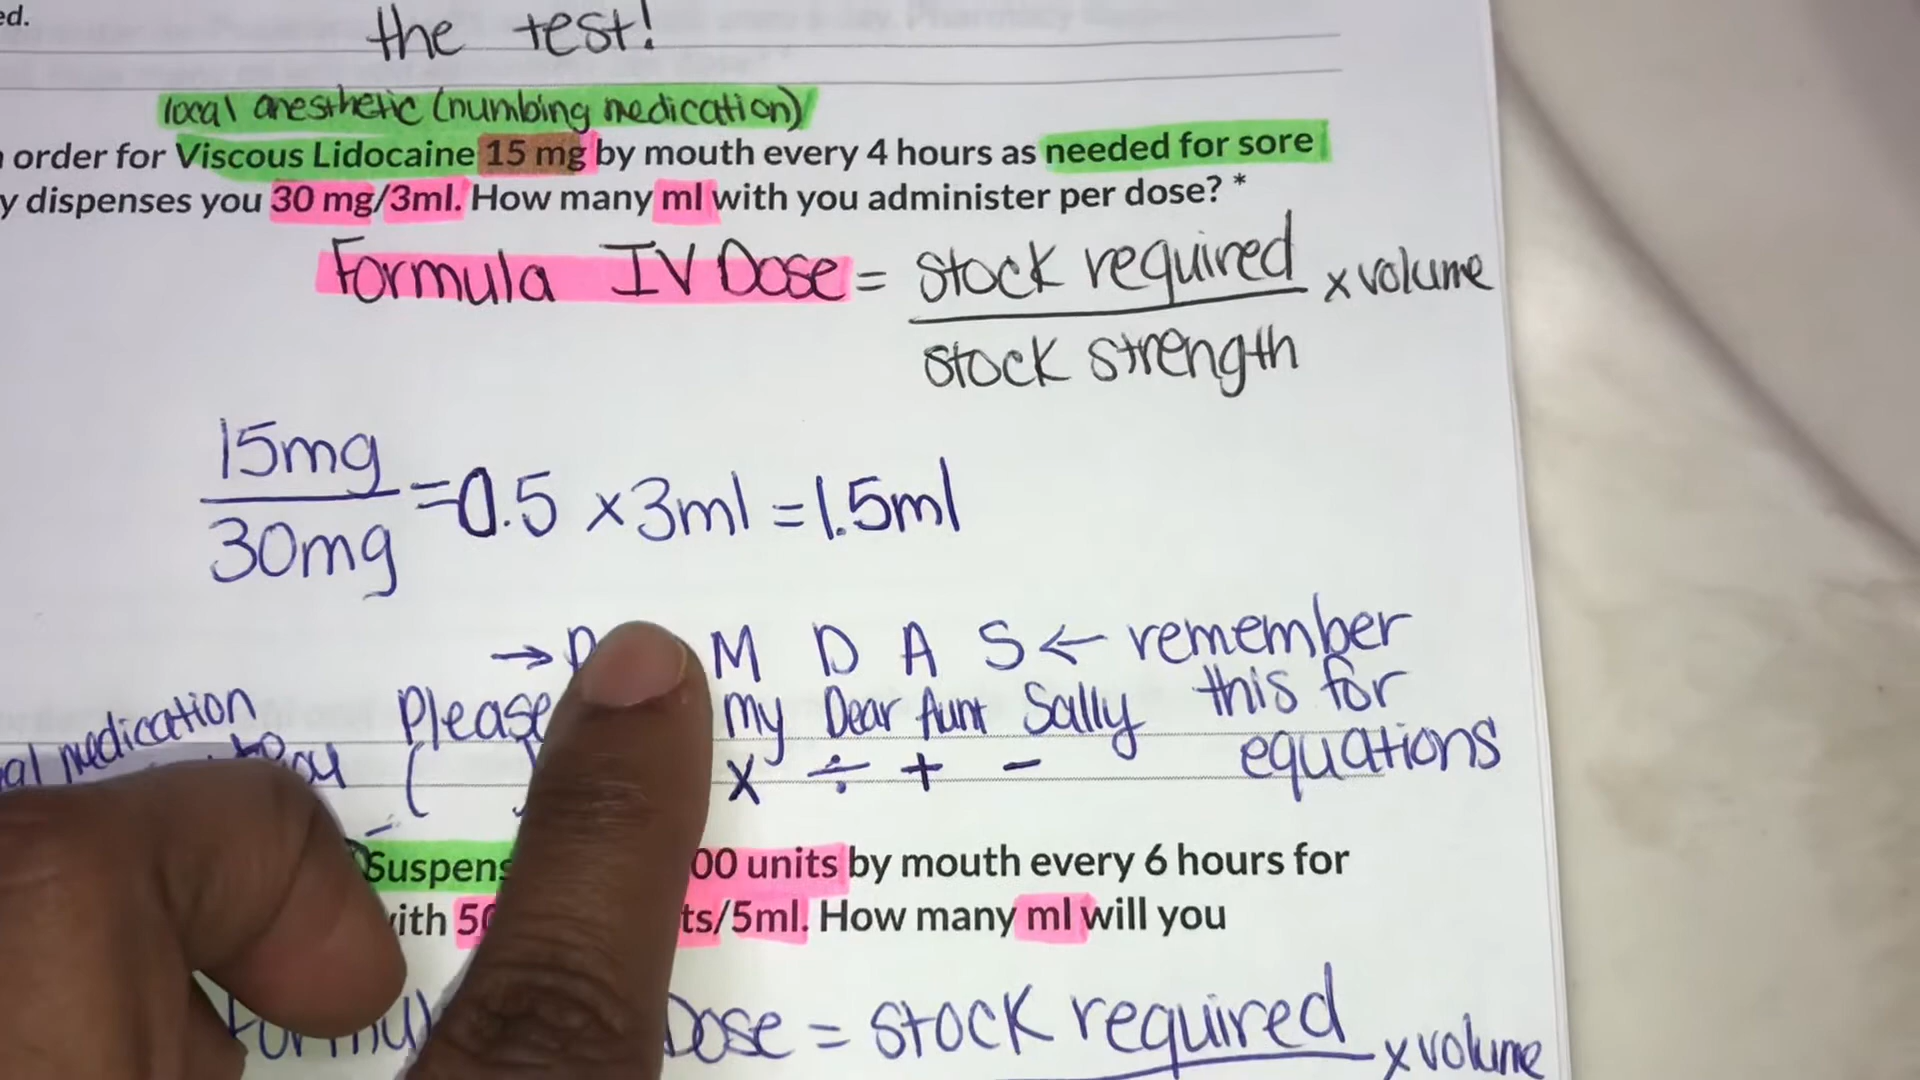 ed.
the test!
local anesthetic (numbing medication)
order for Viscous Lidocaine 15 mg by mouth every 4 hours as needed for sore
y dispenses you 30 mg/3ml. How many ml with you administer per dose? *
Formula IV Dose = stock required x volume
stock strength
15mg
30mg
=0.5 x 3ml = 1.5ml
→ P M D A S ← remember
Please my Dear Aunt Sally this for
al medication
( x ÷ + - equations
Suspens 00 units by mouth every 6 hours for
ith 50 ts/5ml. How many ml will you
Formul Dose = stock required x volume